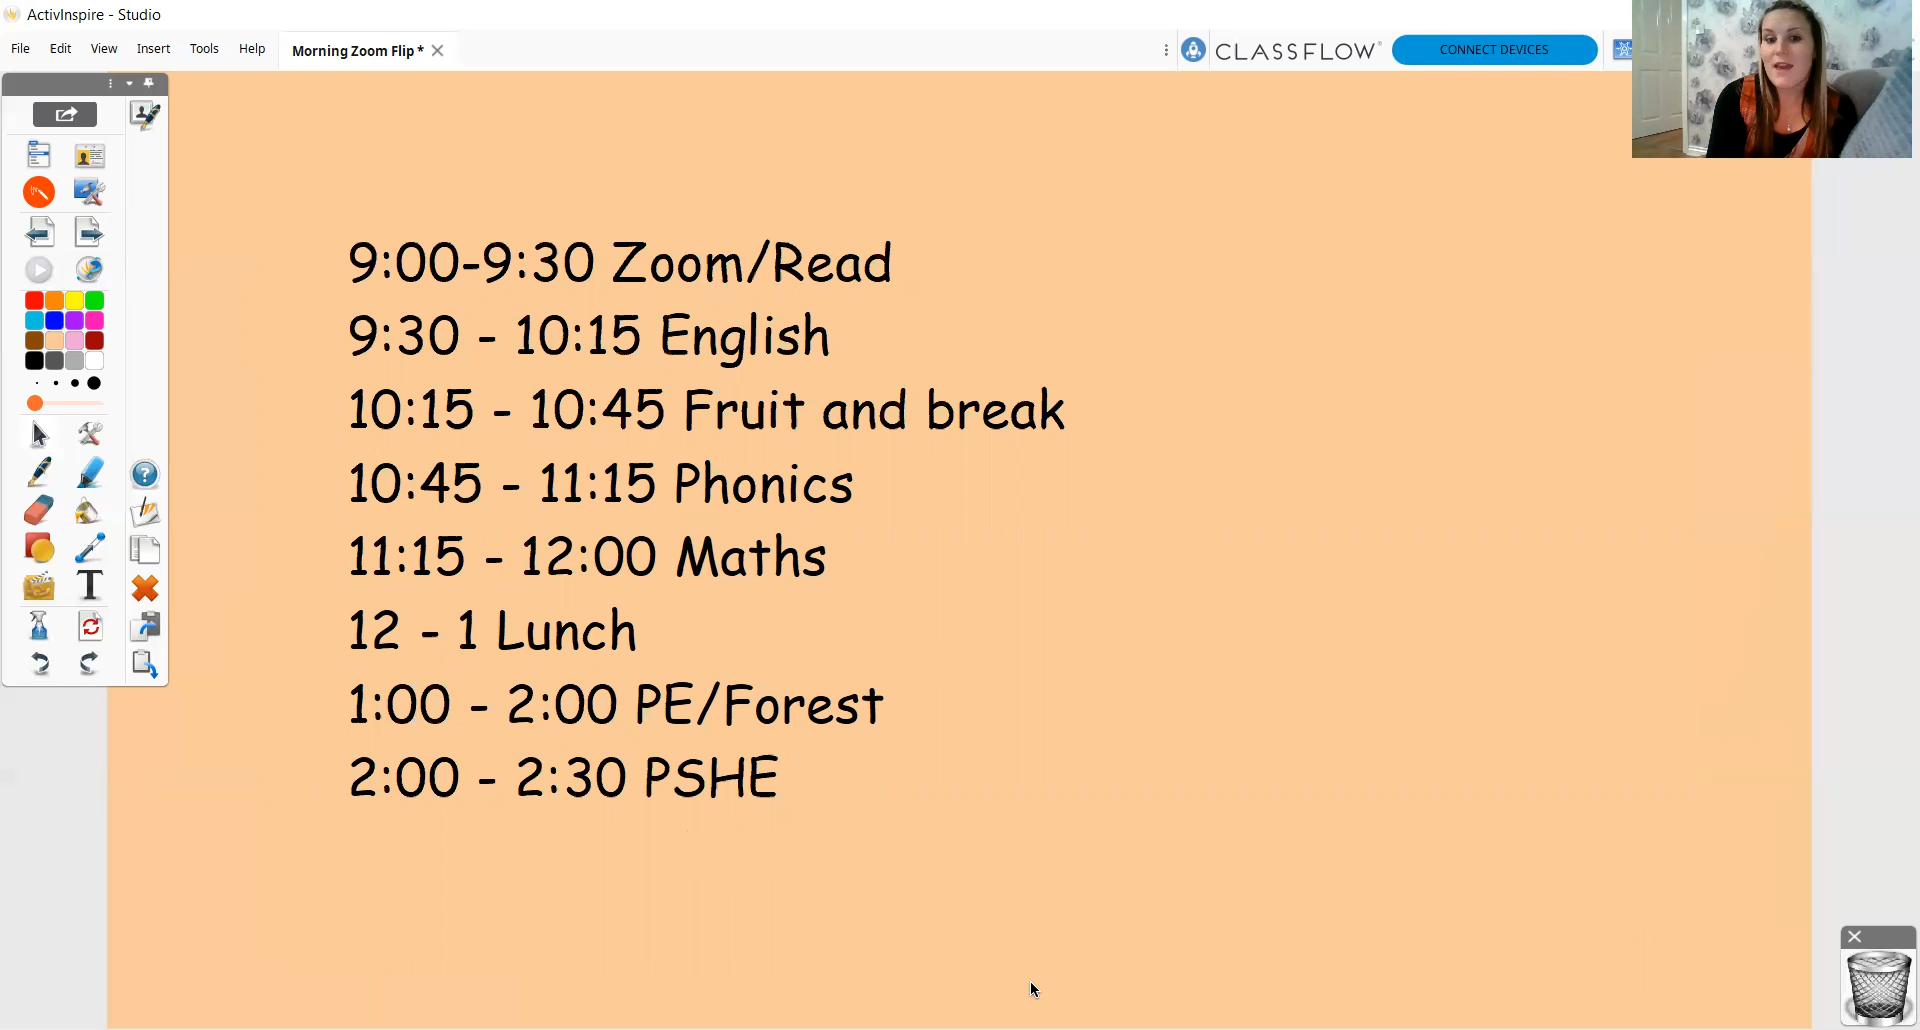 ActivInspire - Studio
File Edit View Insert Tools Help Morning Zoom Flip * CLASSFLOW CONNECT DEVICES
9:00-9:30 Zoom/Read
9:30 - 10:15 English
10:15 - 10:45 Fruit and break
10:45 - 11:15 Phonics
11:15 - 12:00 Maths
12 - 1 Lunch
1:00 - 2:00 PE/Forest
2:00 - 2:30 PSHE